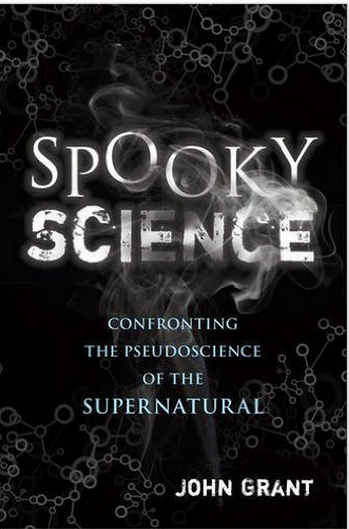 SPOOKY
SCIENCE
CONFRONTING
THE PSEUDOSCIENCE
OF THE
SUPERNATURAL
JOHN GRANT